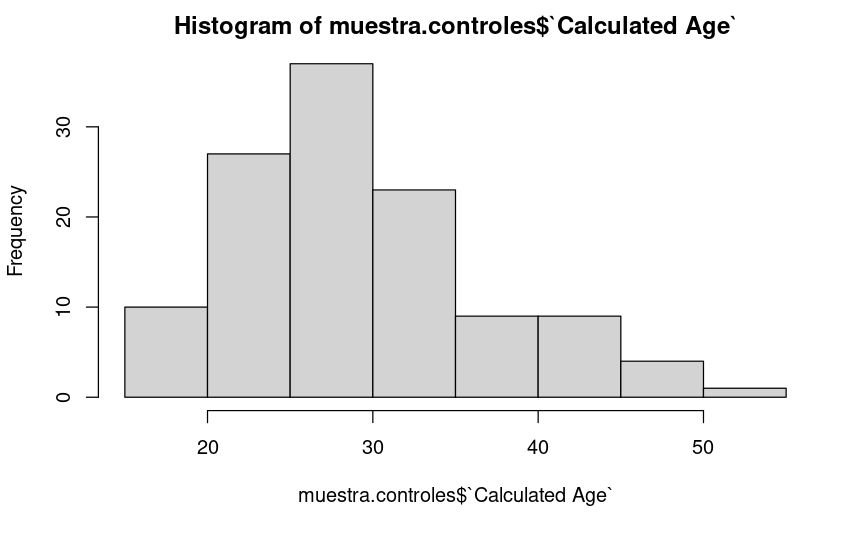 Histogram of muestra.controles$`Calculated Age`
Frequency
30
20
10
0
20 30 40 50
muestra.controles$`Calculated Age`